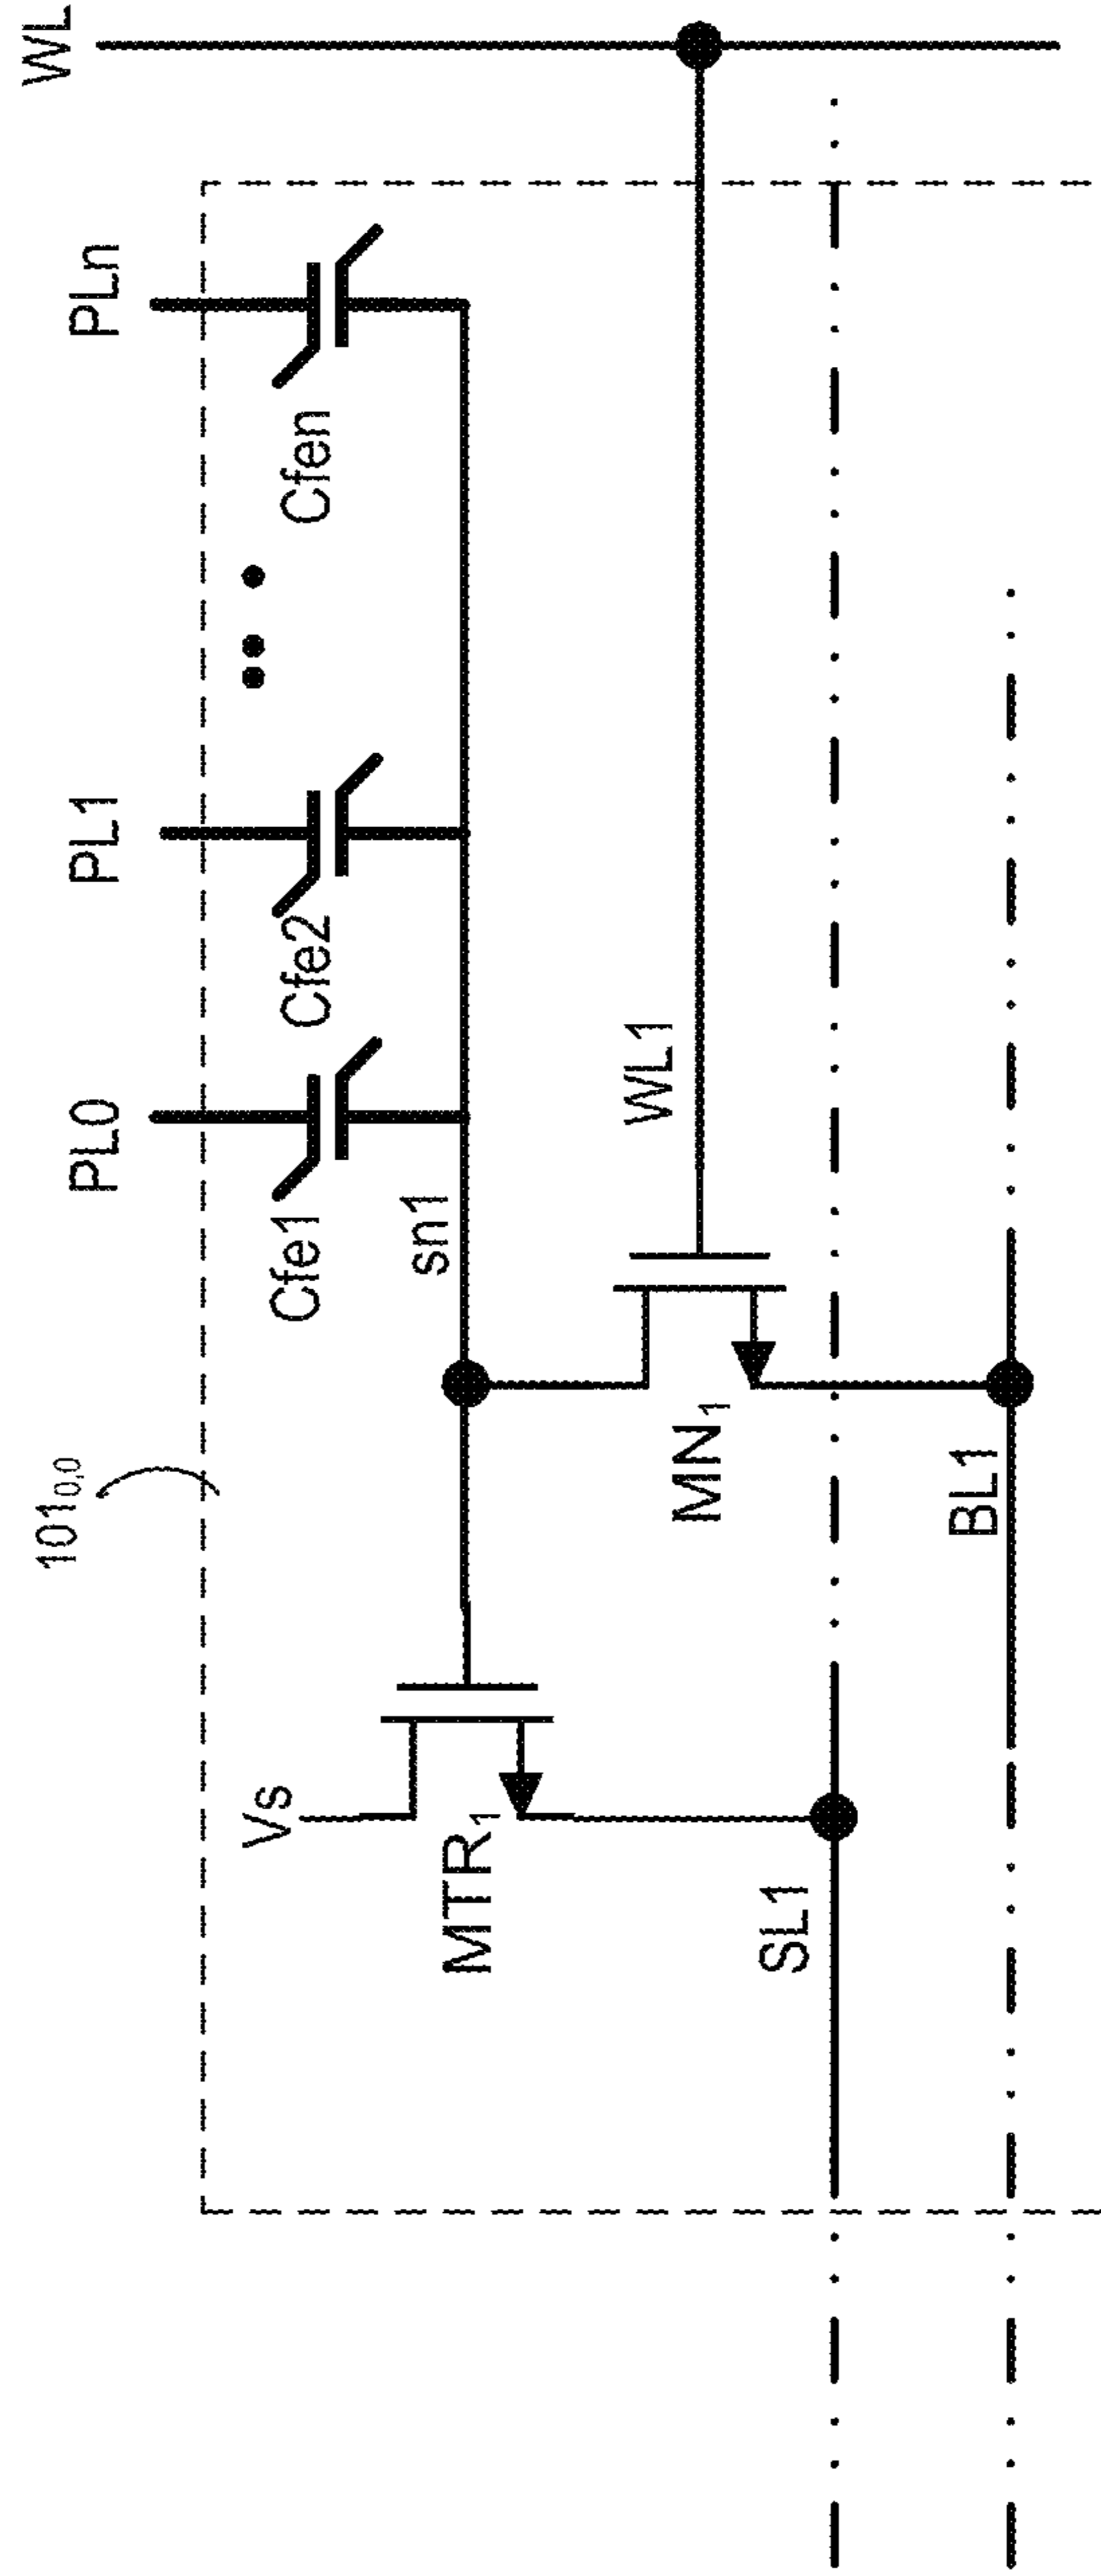 101₀,₀
PL0
PL1
PLn
WL
Vs
Cfe1
Cfe2
Cfen
sn1
MTR₁
MN₁
WL1
SL1
BL1